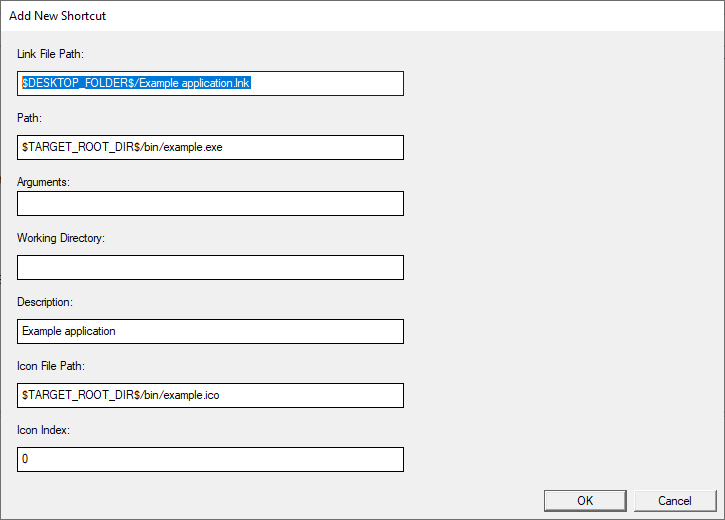 Add New Shortcut
Link File Path:
$DESKTOP_FOLDER$/Example application.lnk
Path:
$TARGET_ROOT_DIR$/bin/example.exe
Arguments:
Working Directory:
Description:
Example application
Icon File Path:
$TARGET_ROOT_DIR$/bin/example.ico
Icon Index:
0
OK Cancel